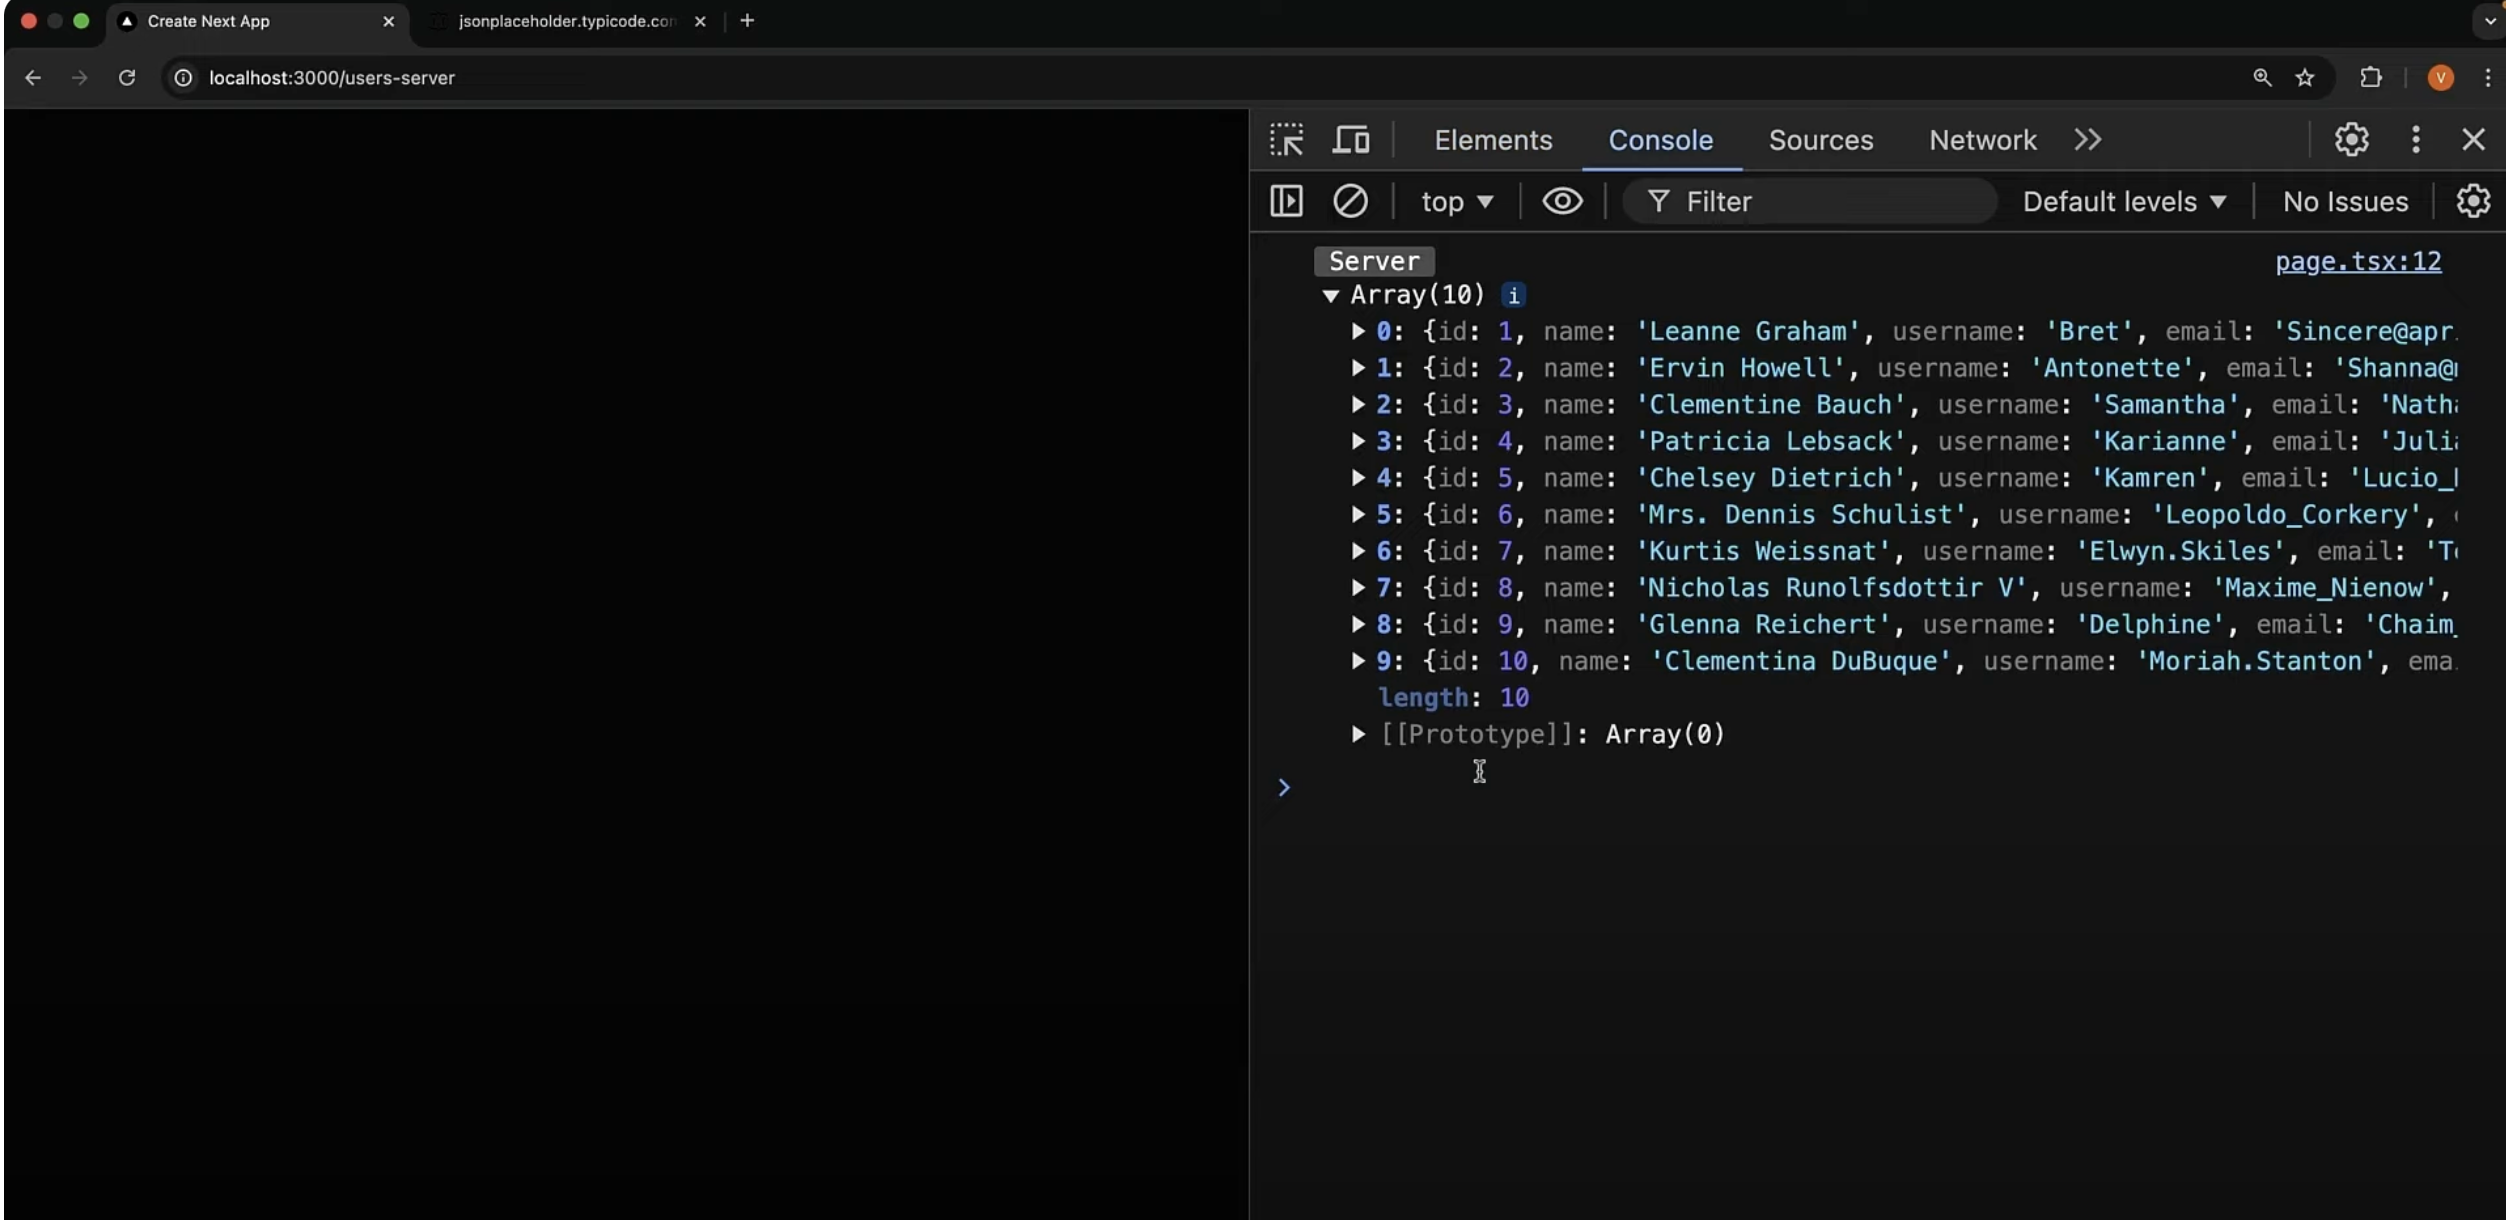 Create Next App
jsonplaceholder.typicode.co
localhost:3000/users-server
V
Elements Console Sources Network
top Filter Default levels No Issues
Server page.tsx:12
Array(10) i
0: {id: 1, name: 'Leanne Graham', username: 'Bret', email: 'Sincere@apr
1: {id: 2, name: 'Ervin Howell', username: 'Antonette', email: 'Shanna@
2: {id: 3, name: 'Clementine Bauch', username: 'Samantha', email: 'Nath
3: {id: 4, name: 'Patricia Lebsack', username: 'Karianne', email: 'Juli
4: {id: 5, name: 'Chelsey Dietrich', username: 'Kamren', email: 'Lucio_
5: {id: 6, name: 'Mrs. Dennis Schulist', username: 'Leopoldo_Corkery',
6: {id: 7, name: 'Kurtis Weissnat', username: 'Elwyn.Skiles', email: 'T
7: {id: 8, name: 'Nicholas Runolfsdottir V', username: 'Maxime_Nienow',
8: {id: 9, name: 'Glenna Reichert', username: 'Delphine', email: 'Chaim_
9: {id: 10, name: 'Clementina DuBuque', username: 'Moriah.Stanton', ema
length: 10
[[Prototype]]: Array(0)